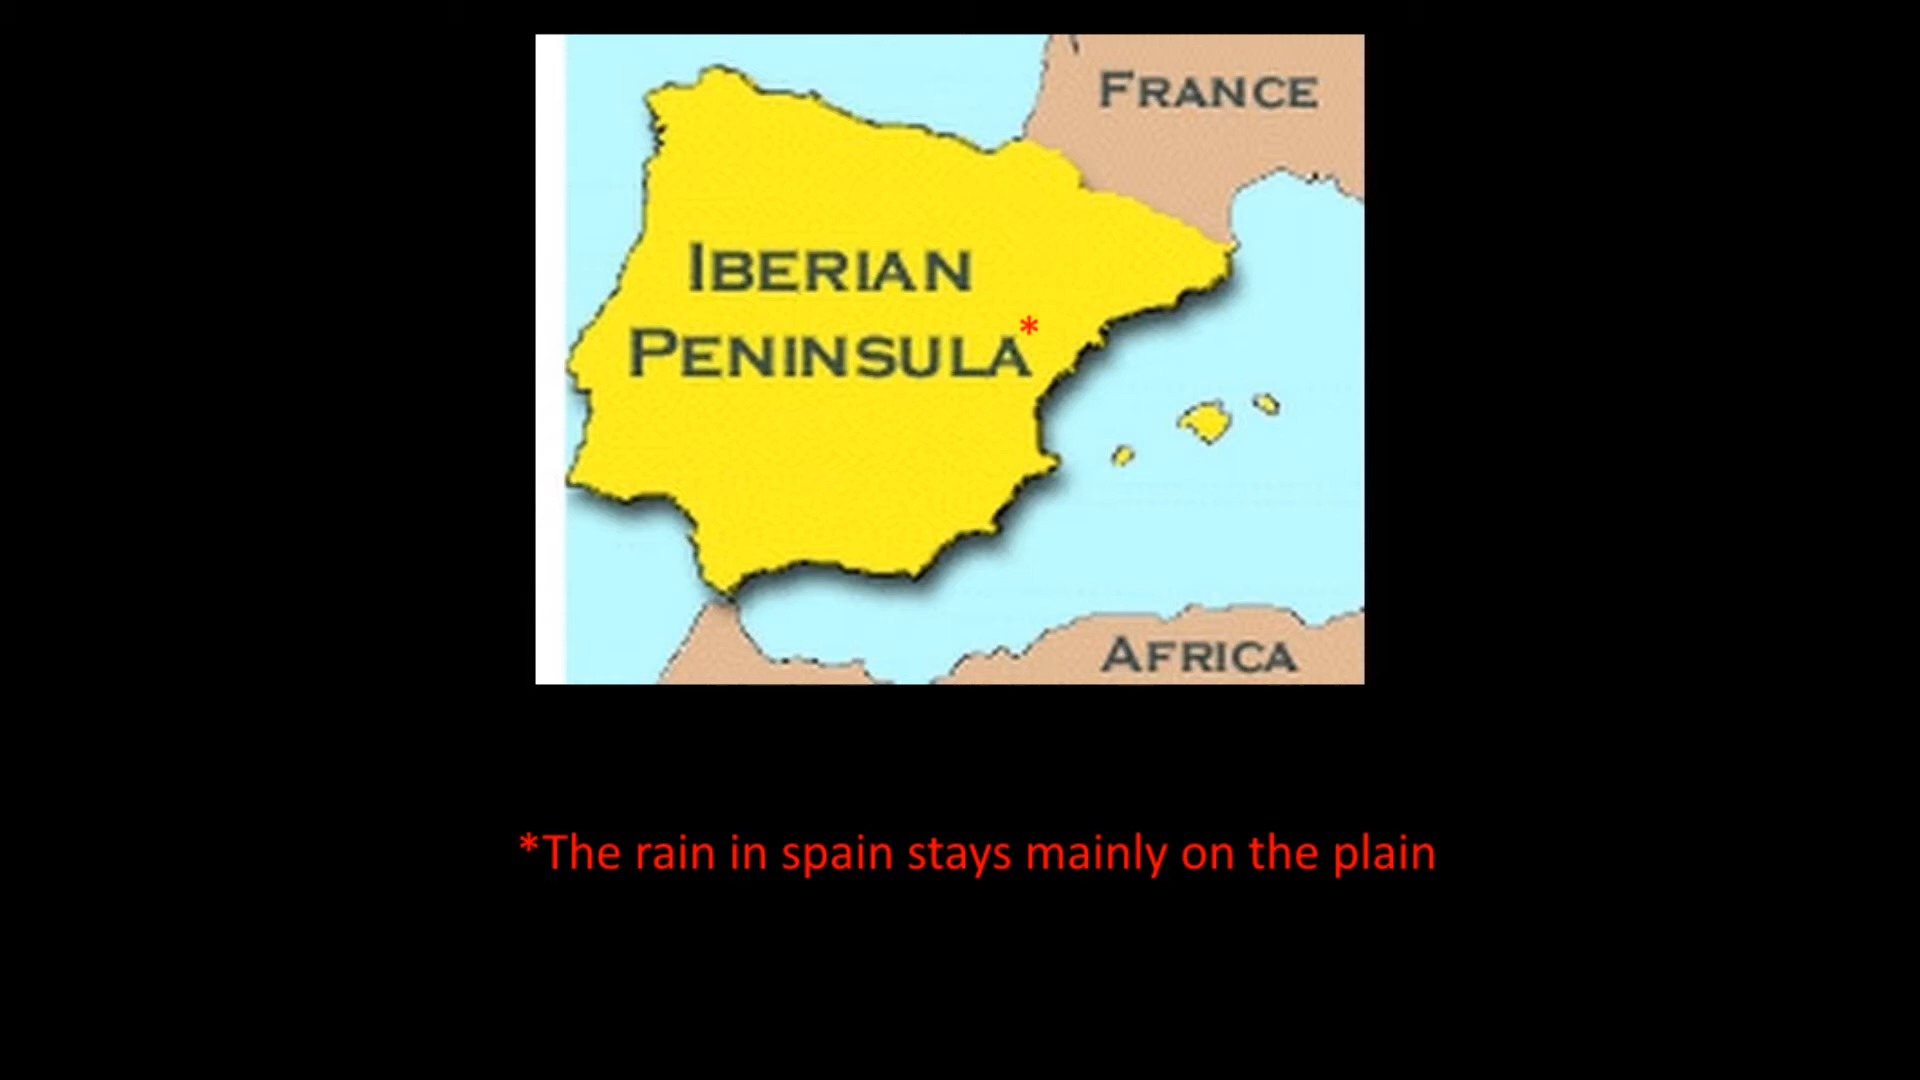 FRANCE
IBERIAN
PENINSULA*
AFRICA
*The rain in spain stays mainly on the plain